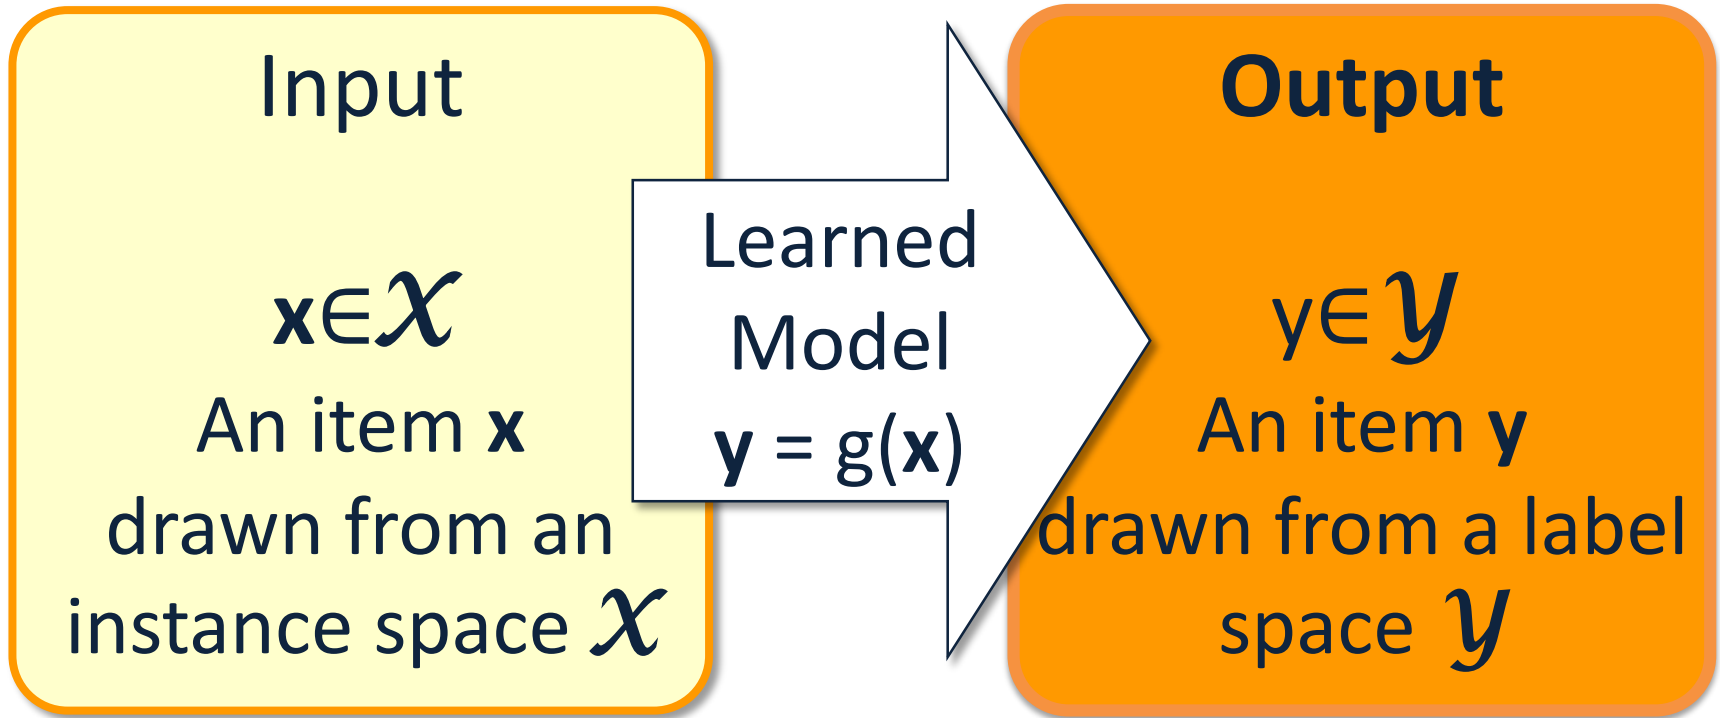 Input
x∈𝒳
An item x
drawn from an
instance space 𝒳
Learned
Model
y = g(x)
Output
y∈𝒴
An item y
drawn from a label
space 𝒴